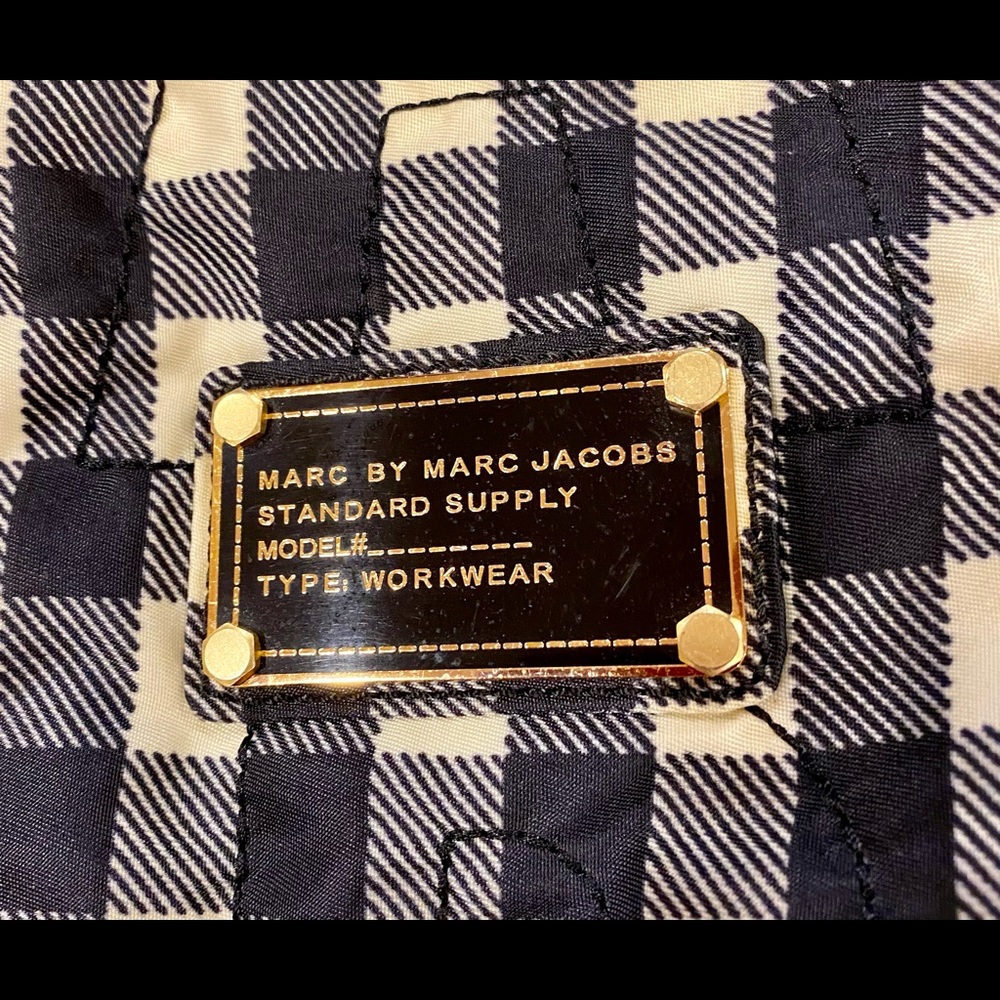 MARC BY MARC JACOBS
STANDARD SUPPLY
MODEL#_________
TYPE: WORKWEAR